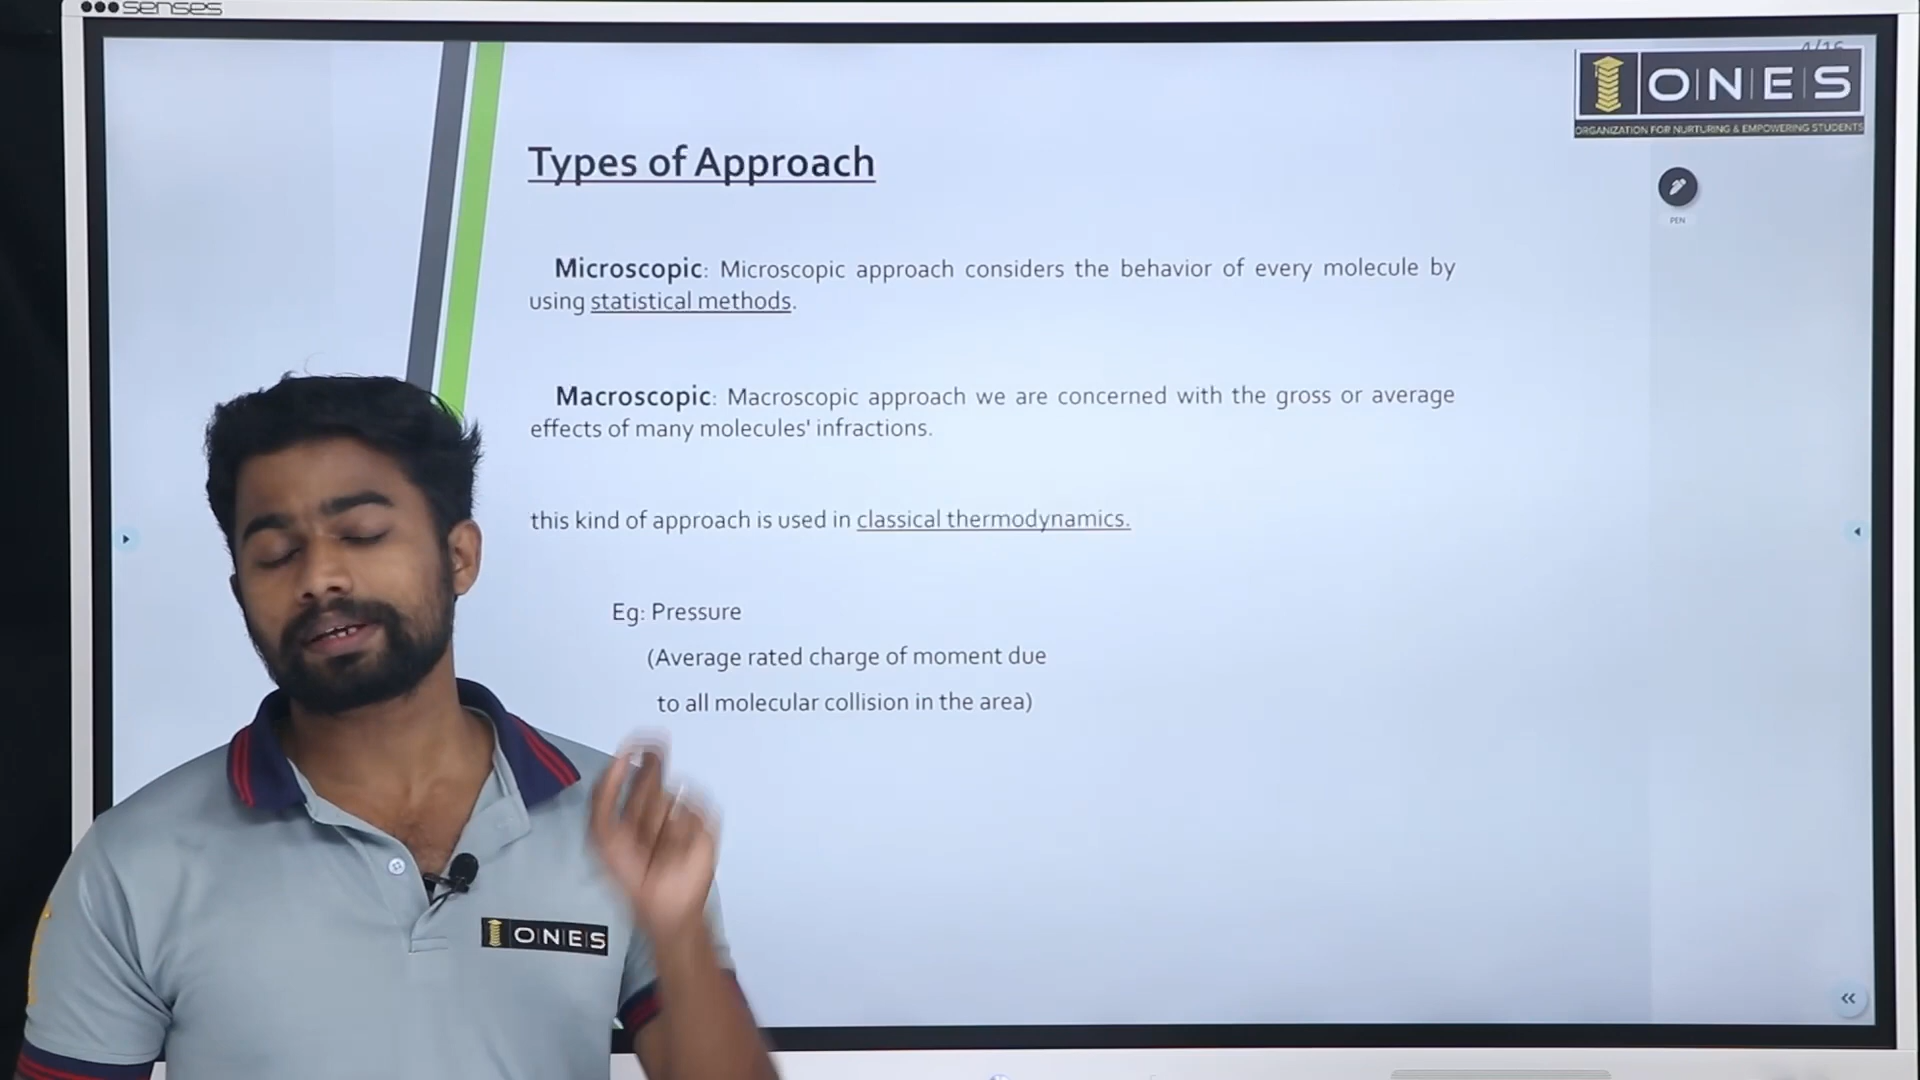 senses
4/16
ONES
ORGANIZATION FOR NURTURING & EMPOWERING STUDENTS
Types of Approach
PEN
Microscopic: Microscopic approach considers the behavior of every molecule by
using statistical methods.
Macroscopic: Macroscopic approach we are concerned with the gross or average
effects of many molecules' infractions.
this kind of approach is used in classical thermodynamics.
Eg: Pressure
(Average rated charge of moment due
to all molecular collision in the area)
ONES